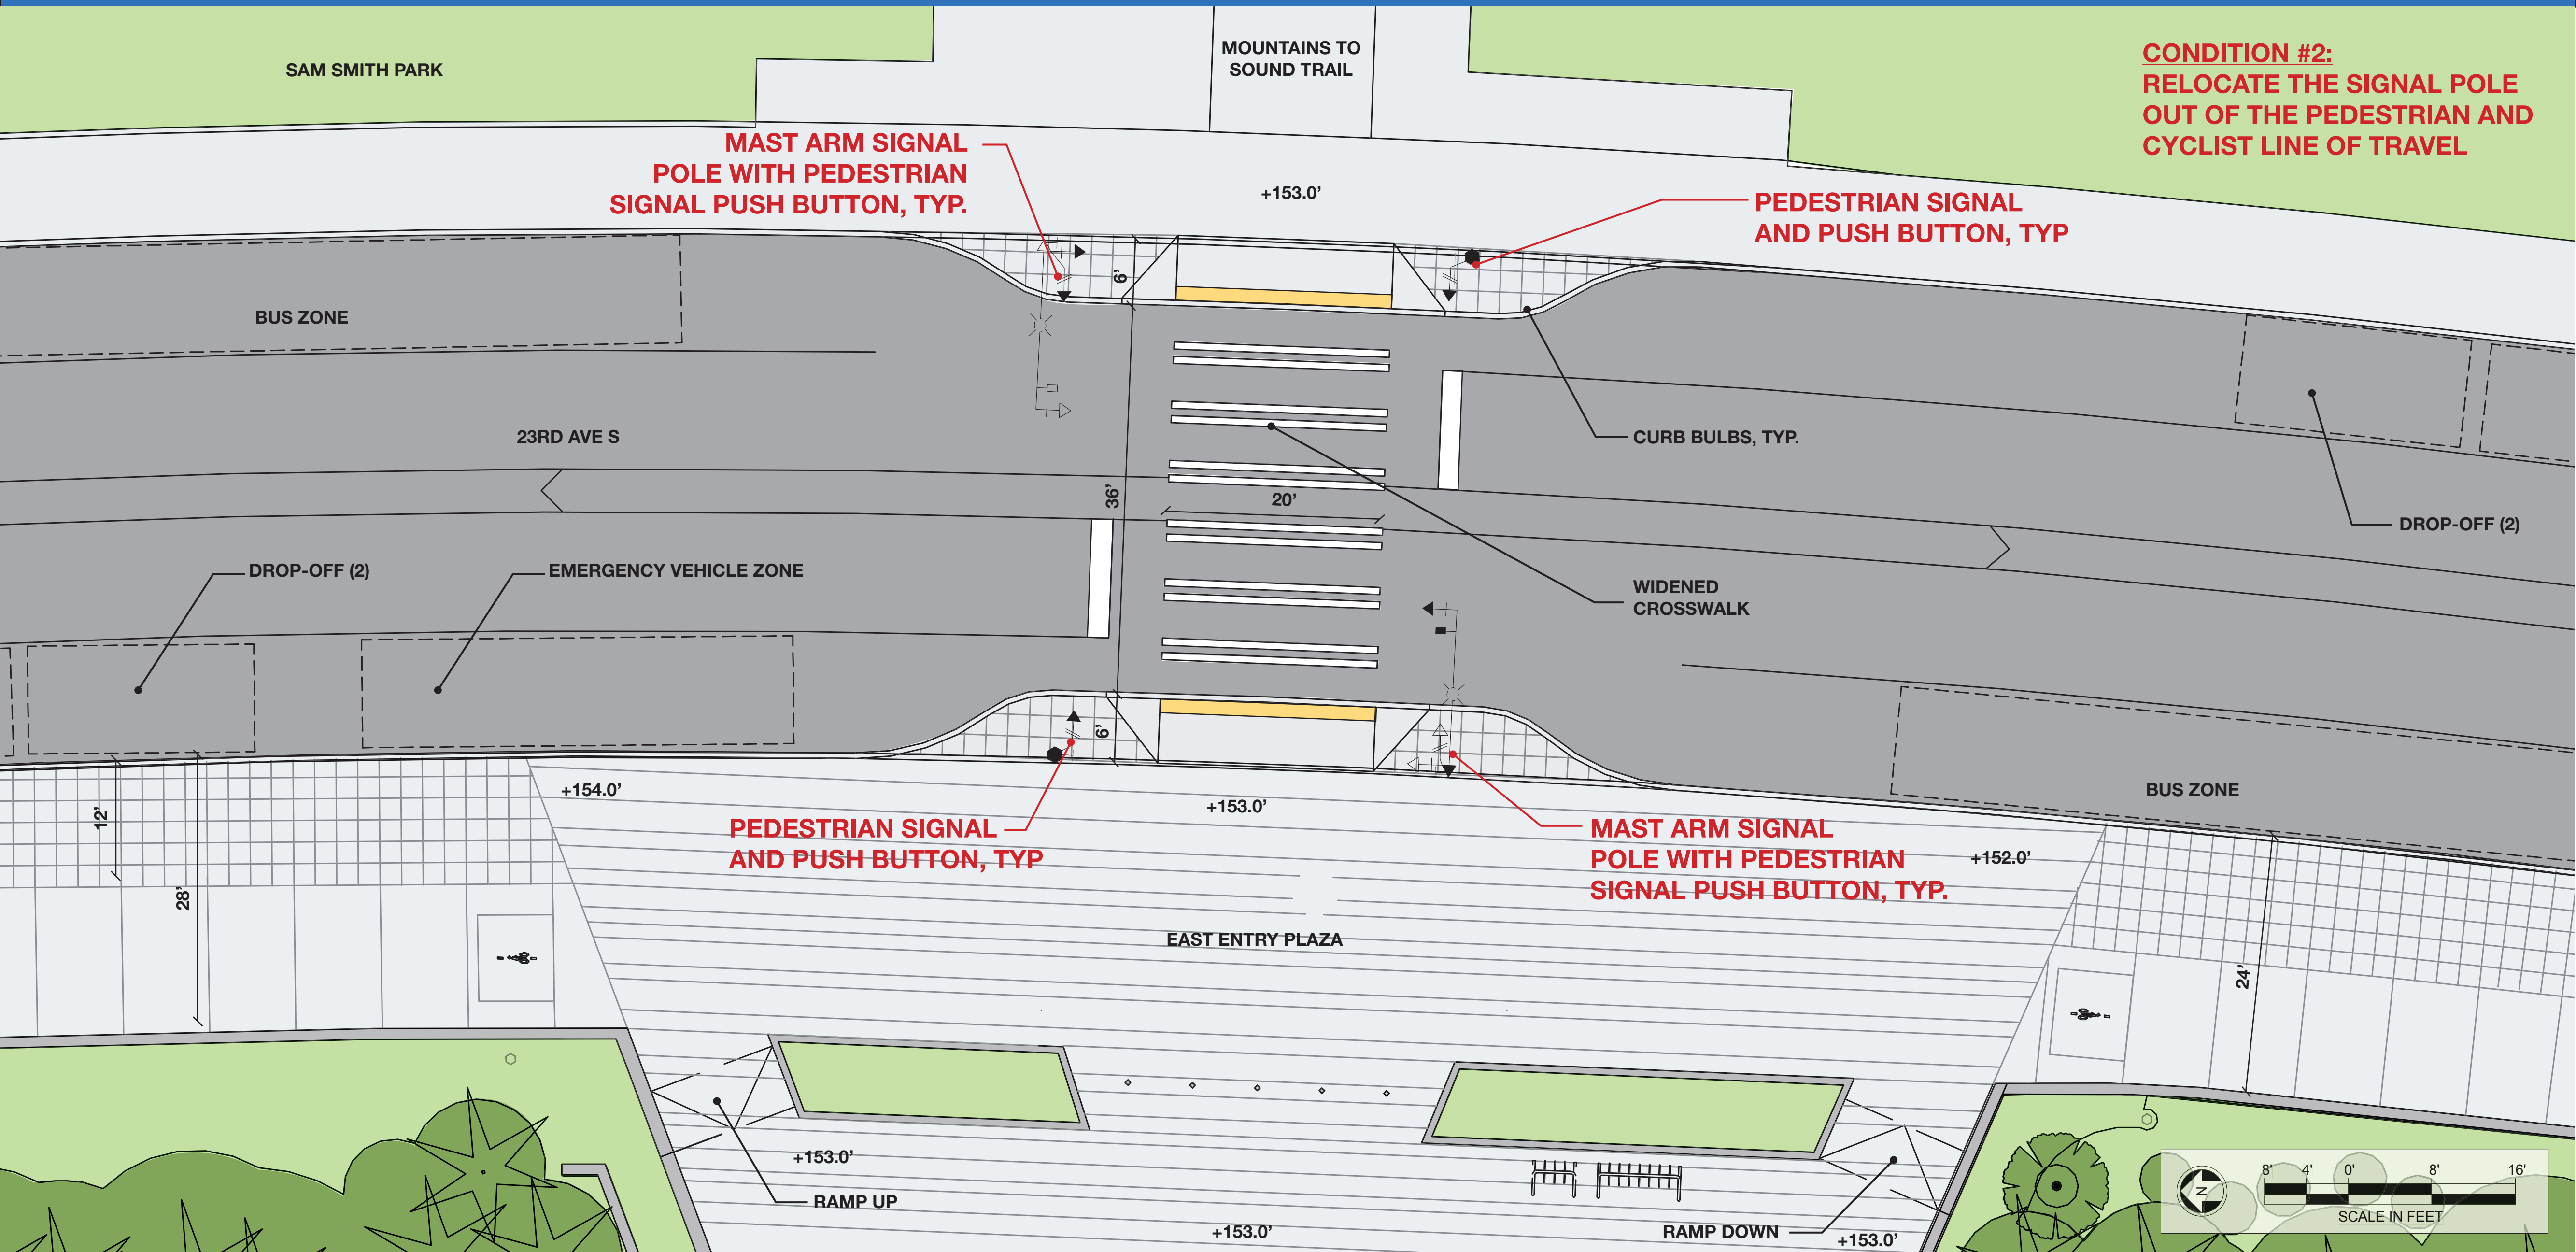 SAM SMITH PARK
MOUNTAINS TO
SOUND TRAIL
CONDITION #2:
RELOCATE THE SIGNAL POLE
OUT OF THE PEDESTRIAN AND
CYCLIST LINE OF TRAVEL
MAST ARM SIGNAL
POLE WITH PEDESTRIAN
SIGNAL PUSH BUTTON, TYP.
+153.0’
PEDESTRIAN SIGNAL
AND PUSH BUTTON, TYP
6’
BUS ZONE
23RD AVE S
CURB BULBS, TYP.
36’
20’
DROP-OFF (2)
DROP-OFF (2)
EMERGENCY VEHICLE ZONE
WIDENED
CROSSWALK
6’
+154.0’
+153.0’
BUS ZONE
12’
28’
PEDESTRIAN SIGNAL
AND PUSH BUTTON, TYP
MAST ARM SIGNAL
POLE WITH PEDESTRIAN
SIGNAL PUSH BUTTON, TYP.
+152.0’
EAST ENTRY PLAZA
24’
+153.0’
RAMP UP
+153.0’
RAMP DOWN
+153.0’
N
8' 4' 0' 8' 16'
SCALE IN FEET